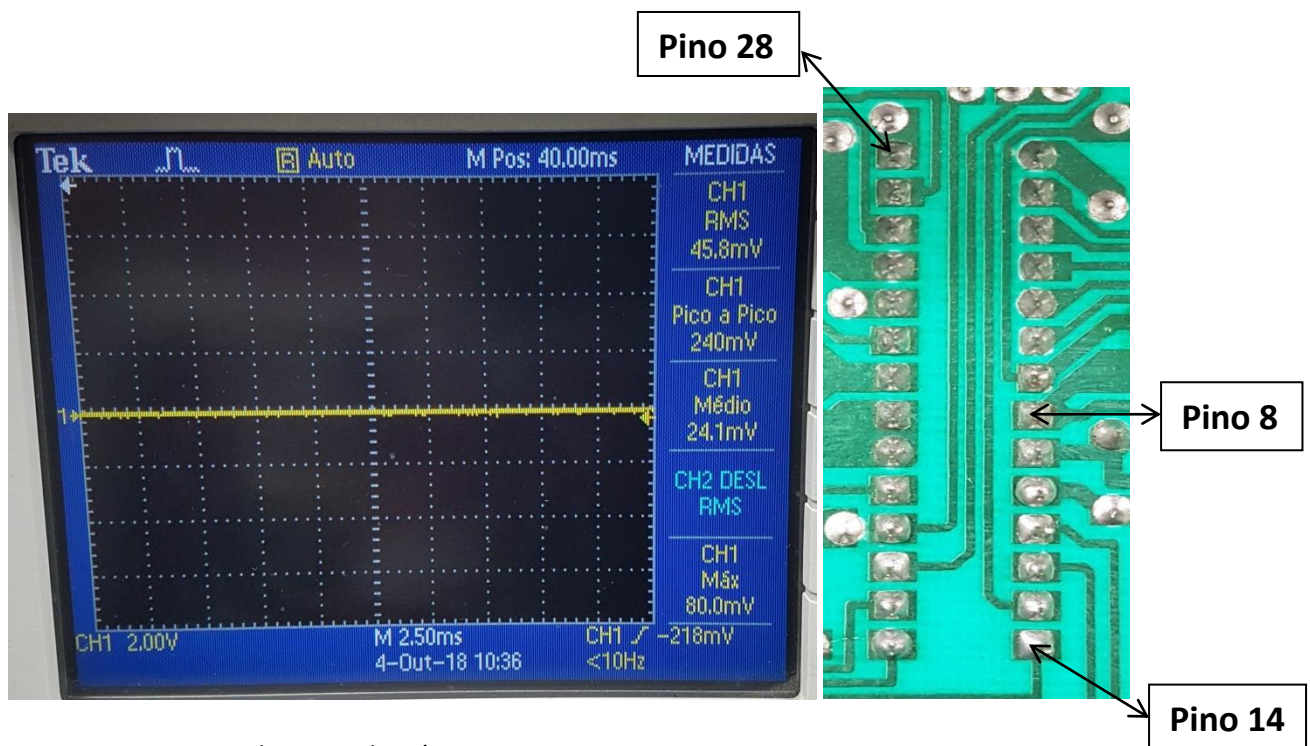 Pino 28
Tek
R Auto
M Pos: 40.00ms
MEDIDAS
CH1
RMS
45.8mV
CH1
Pico a Pico
240mV
CH1
Médio
24.1mV
CH2 DESL
RMS
CH1
Máx
80.0mV
1
CH1 2.00V
M 2.50ms
CH1 -218mV
4-Out-18 10:36
<10Hz
Pino 8
Pino 14